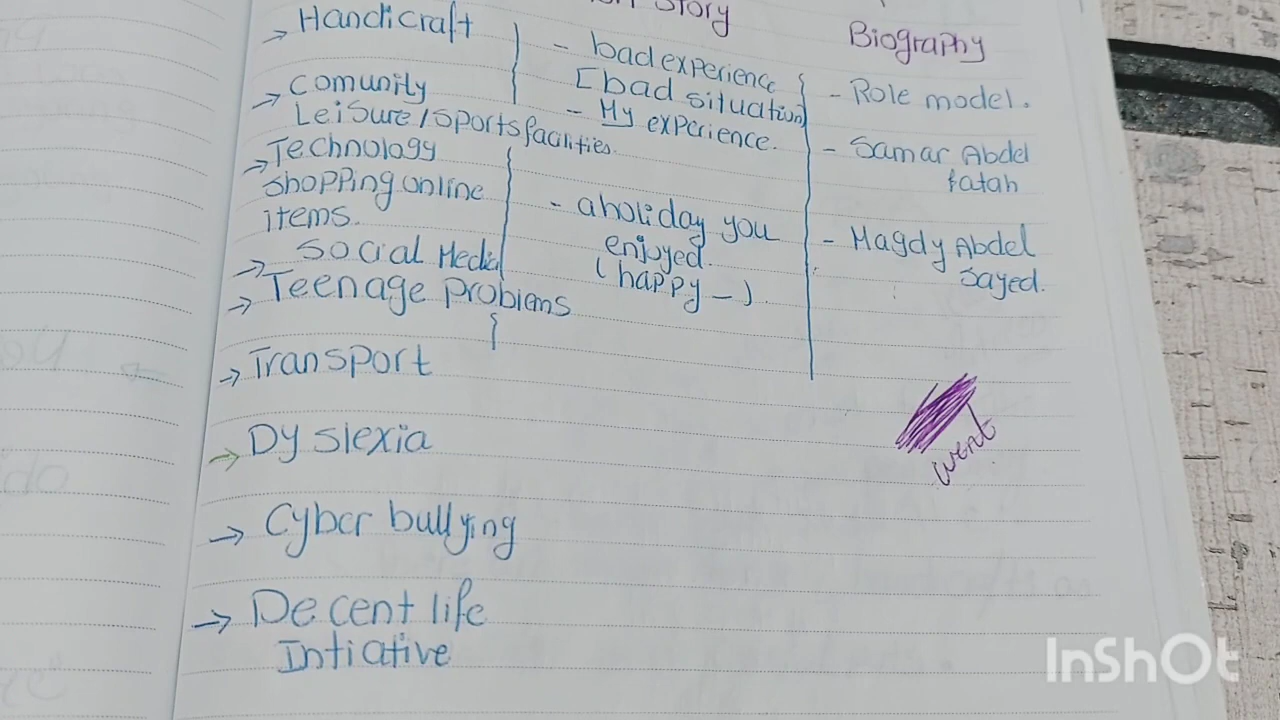 Story
Biography
→ Handicraft
→ Comunity
Leisure / Sports facilities.
→ Technology
Shopping online
items.
→ Social Media
→ Teenage problems
→ Transport
→ Dyslexia
→ Cyber bullying
→ Decent life
Intiative
- bad experience
[bad situation
- My experience.
- a holiday you
enjoyed
(happy -).
- Role model.
- Samar Abdel
fatah
- Magdy Abdel
Sayed.
went
InShOt